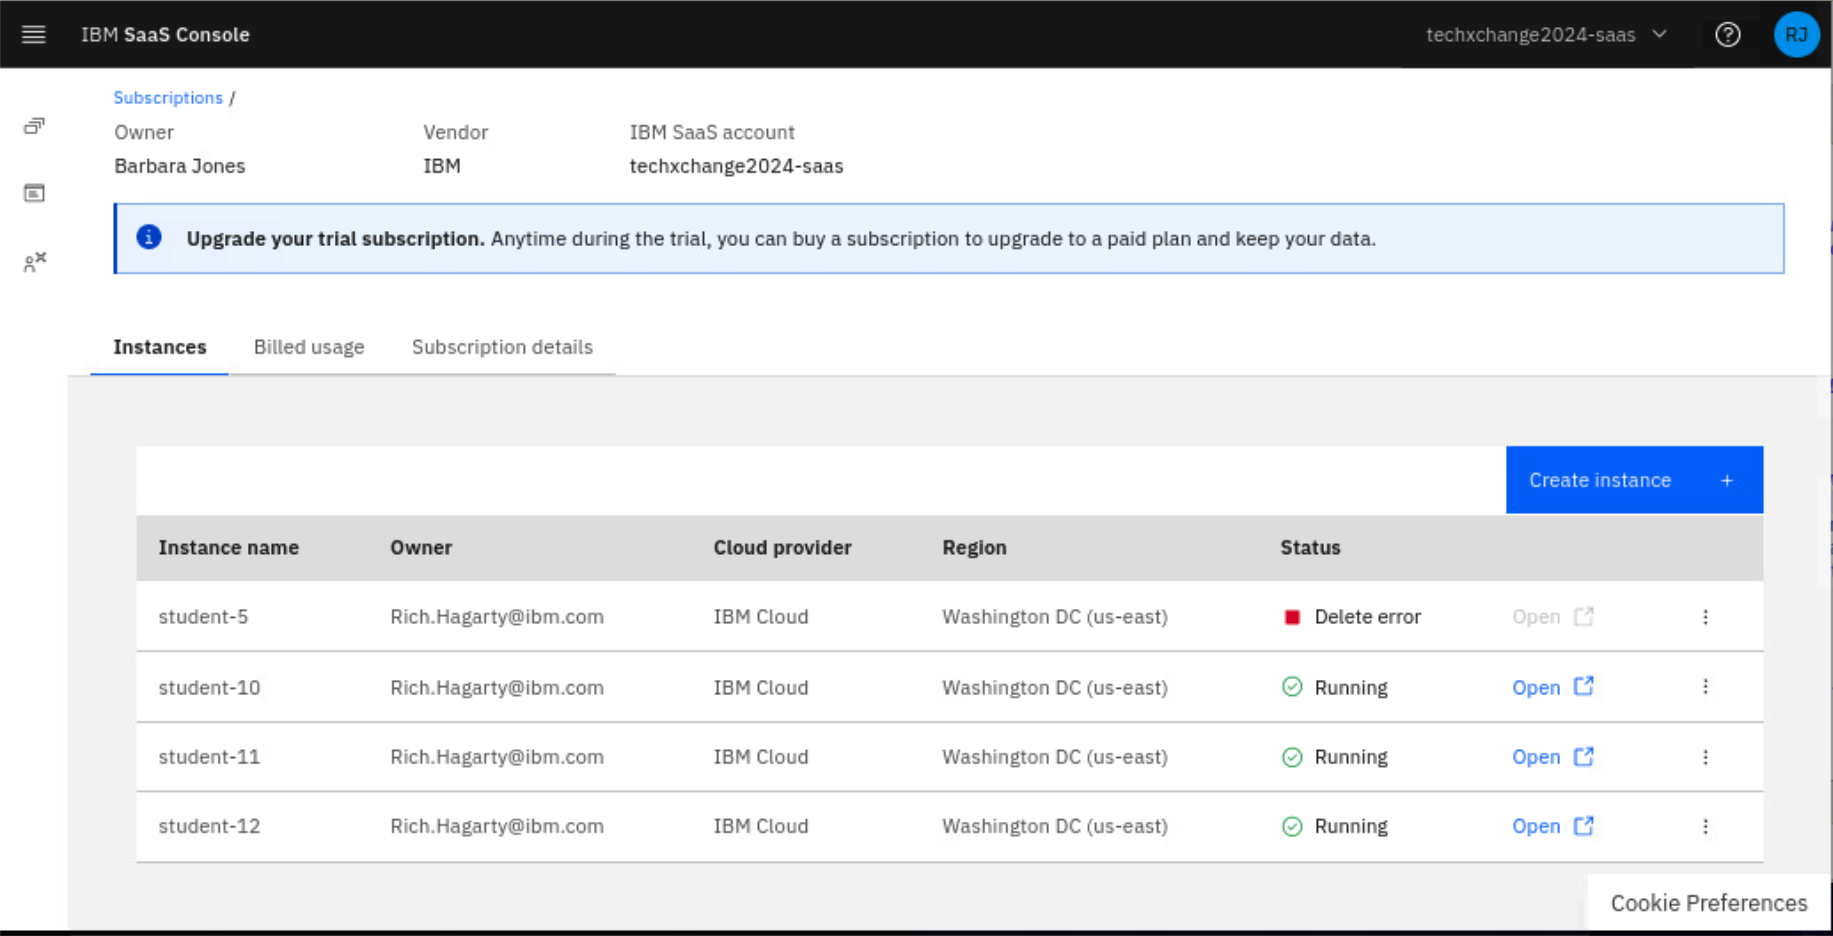 IBM SaaS Console techxchange2024-saas RJ
Subscriptions /
Owner Vendor IBM SaaS account
Barbara Jones IBM techxchange2024-saas
Upgrade your trial subscription. Anytime during the trial, you can buy a subscription to upgrade to a paid plan and keep your data.
Instances Billed usage Subscription details
Create instance +
Instance name Owner Cloud provider Region Status
student-5 Rich.Hagarty@ibm.com IBM Cloud Washington DC (us-east) Delete error Open
student-10 Rich.Hagarty@ibm.com IBM Cloud Washington DC (us-east) Running Open
student-11 Rich.Hagarty@ibm.com IBM Cloud Washington DC (us-east) Running Open
student-12 Rich.Hagarty@ibm.com IBM Cloud Washington DC (us-east) Running Open
Cookie Preferences